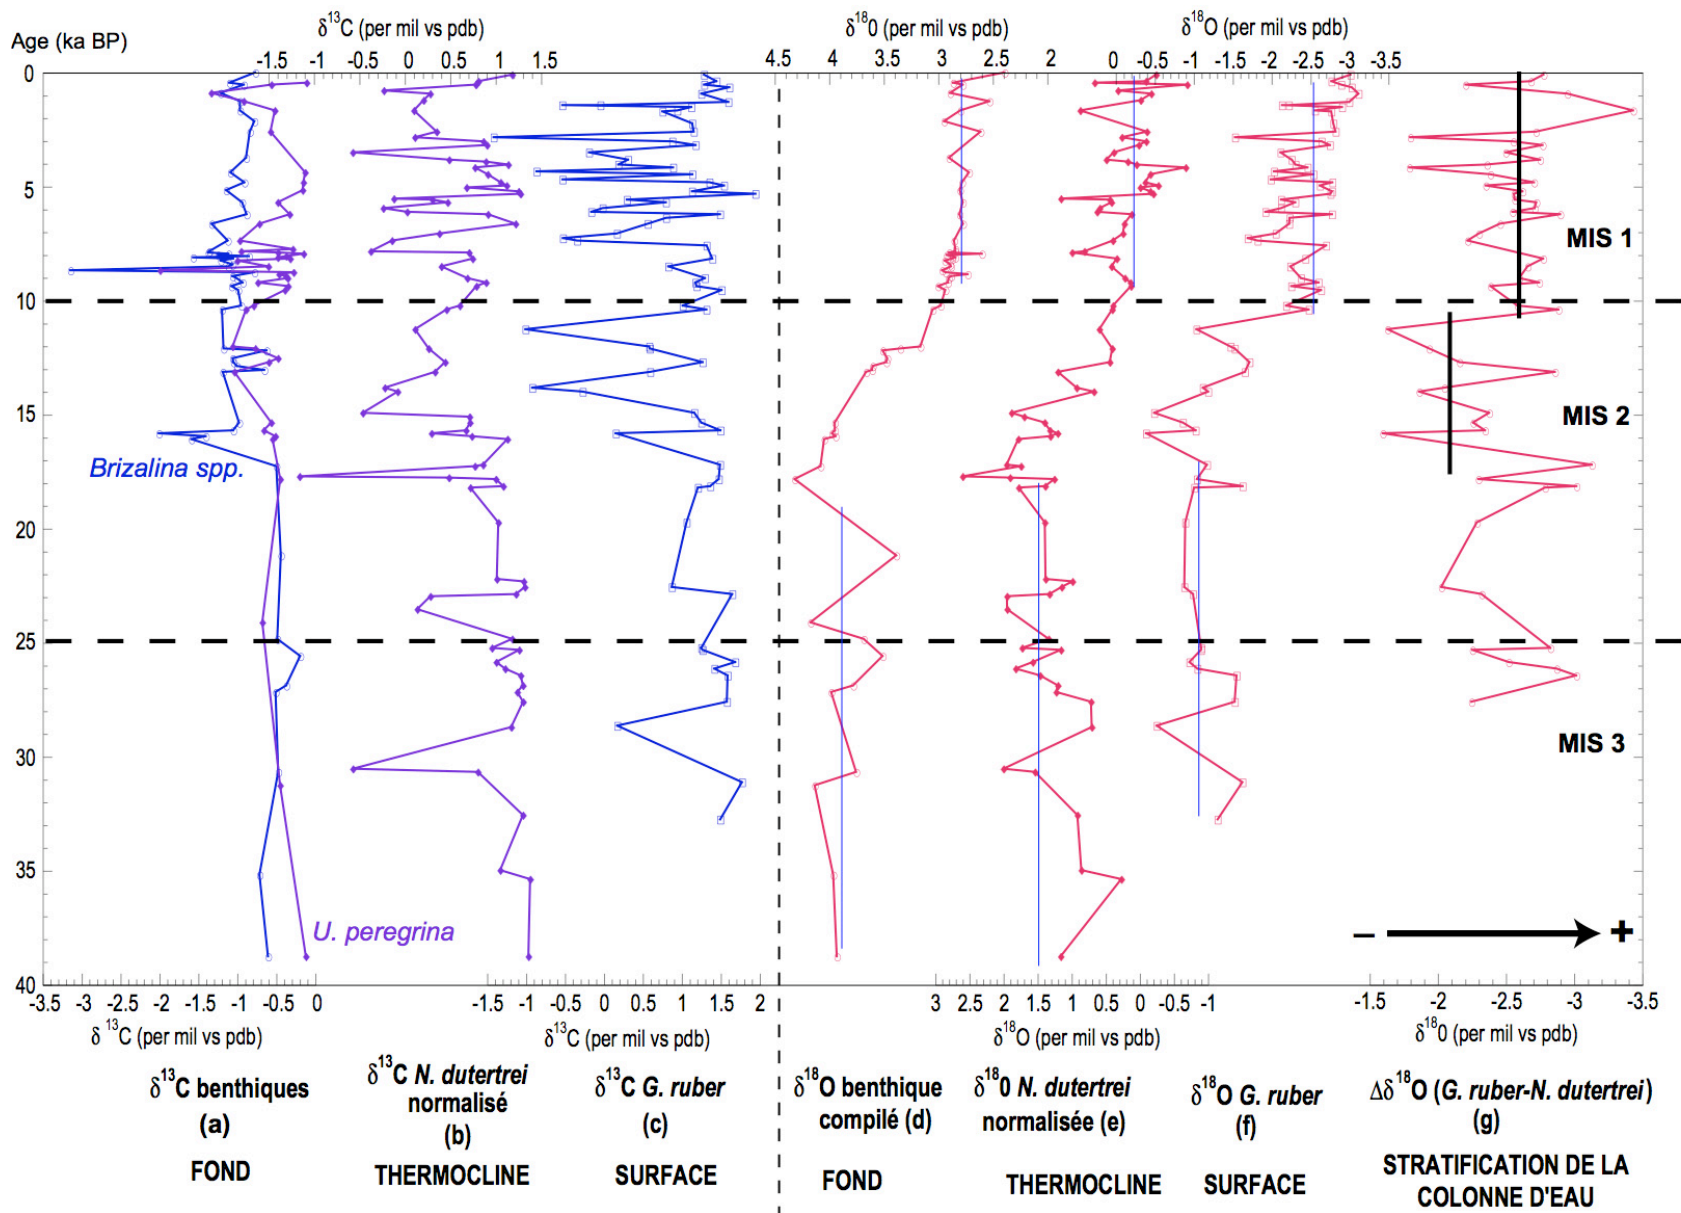 δ¹³C (per mil vs pdb)
δ¹⁸0 (per mil vs pdb)
δ¹⁸O (per mil vs pdb)
Age (ka BP)
-1.5 -1 -0.5 0 0.5 1 1.5
4.5 4 3.5 3 2.5 2 1 0 -0.5 -1 -1.5 -2 -2.5 -3 -3.5
0
5
10
15
20
25
30
35
40
MIS 1
MIS 2
MIS 3
Brizalina spp.
U. peregrina
– +
-3.5 -3 -2.5 -2 -1.5 -1 -0.5 0
-1.5 -1 -0.5 0 0.5 1 1.5 2
3 2.5 2 1.5 1 0.5 0 -0.5 -1
-1.5 -2 -2.5 -3 -3.5
δ ¹³C (per mil vs pdb)
δ¹³C (per mil vs pdb)
δ¹⁸O (per mil vs pdb)
δ¹⁸0 (per mil vs pdb)
δ¹³C benthiques
(a)
FOND
δ¹³C N. dutertrei
normalisé
(b)
THERMOCLINE
δ¹³C G. ruber
(c)
SURFACE
δ¹⁸O benthique
compilé (d)
FOND
δ¹⁸0 N. dutertrei
normalisée (e)
THERMOCLINE
δ¹⁸O G. ruber
(f)
SURFACE
Δδ¹⁸O (G. ruber-N. dutertrei)
(g)
STRATIFICATION DE LA
COLONNE D'EAU